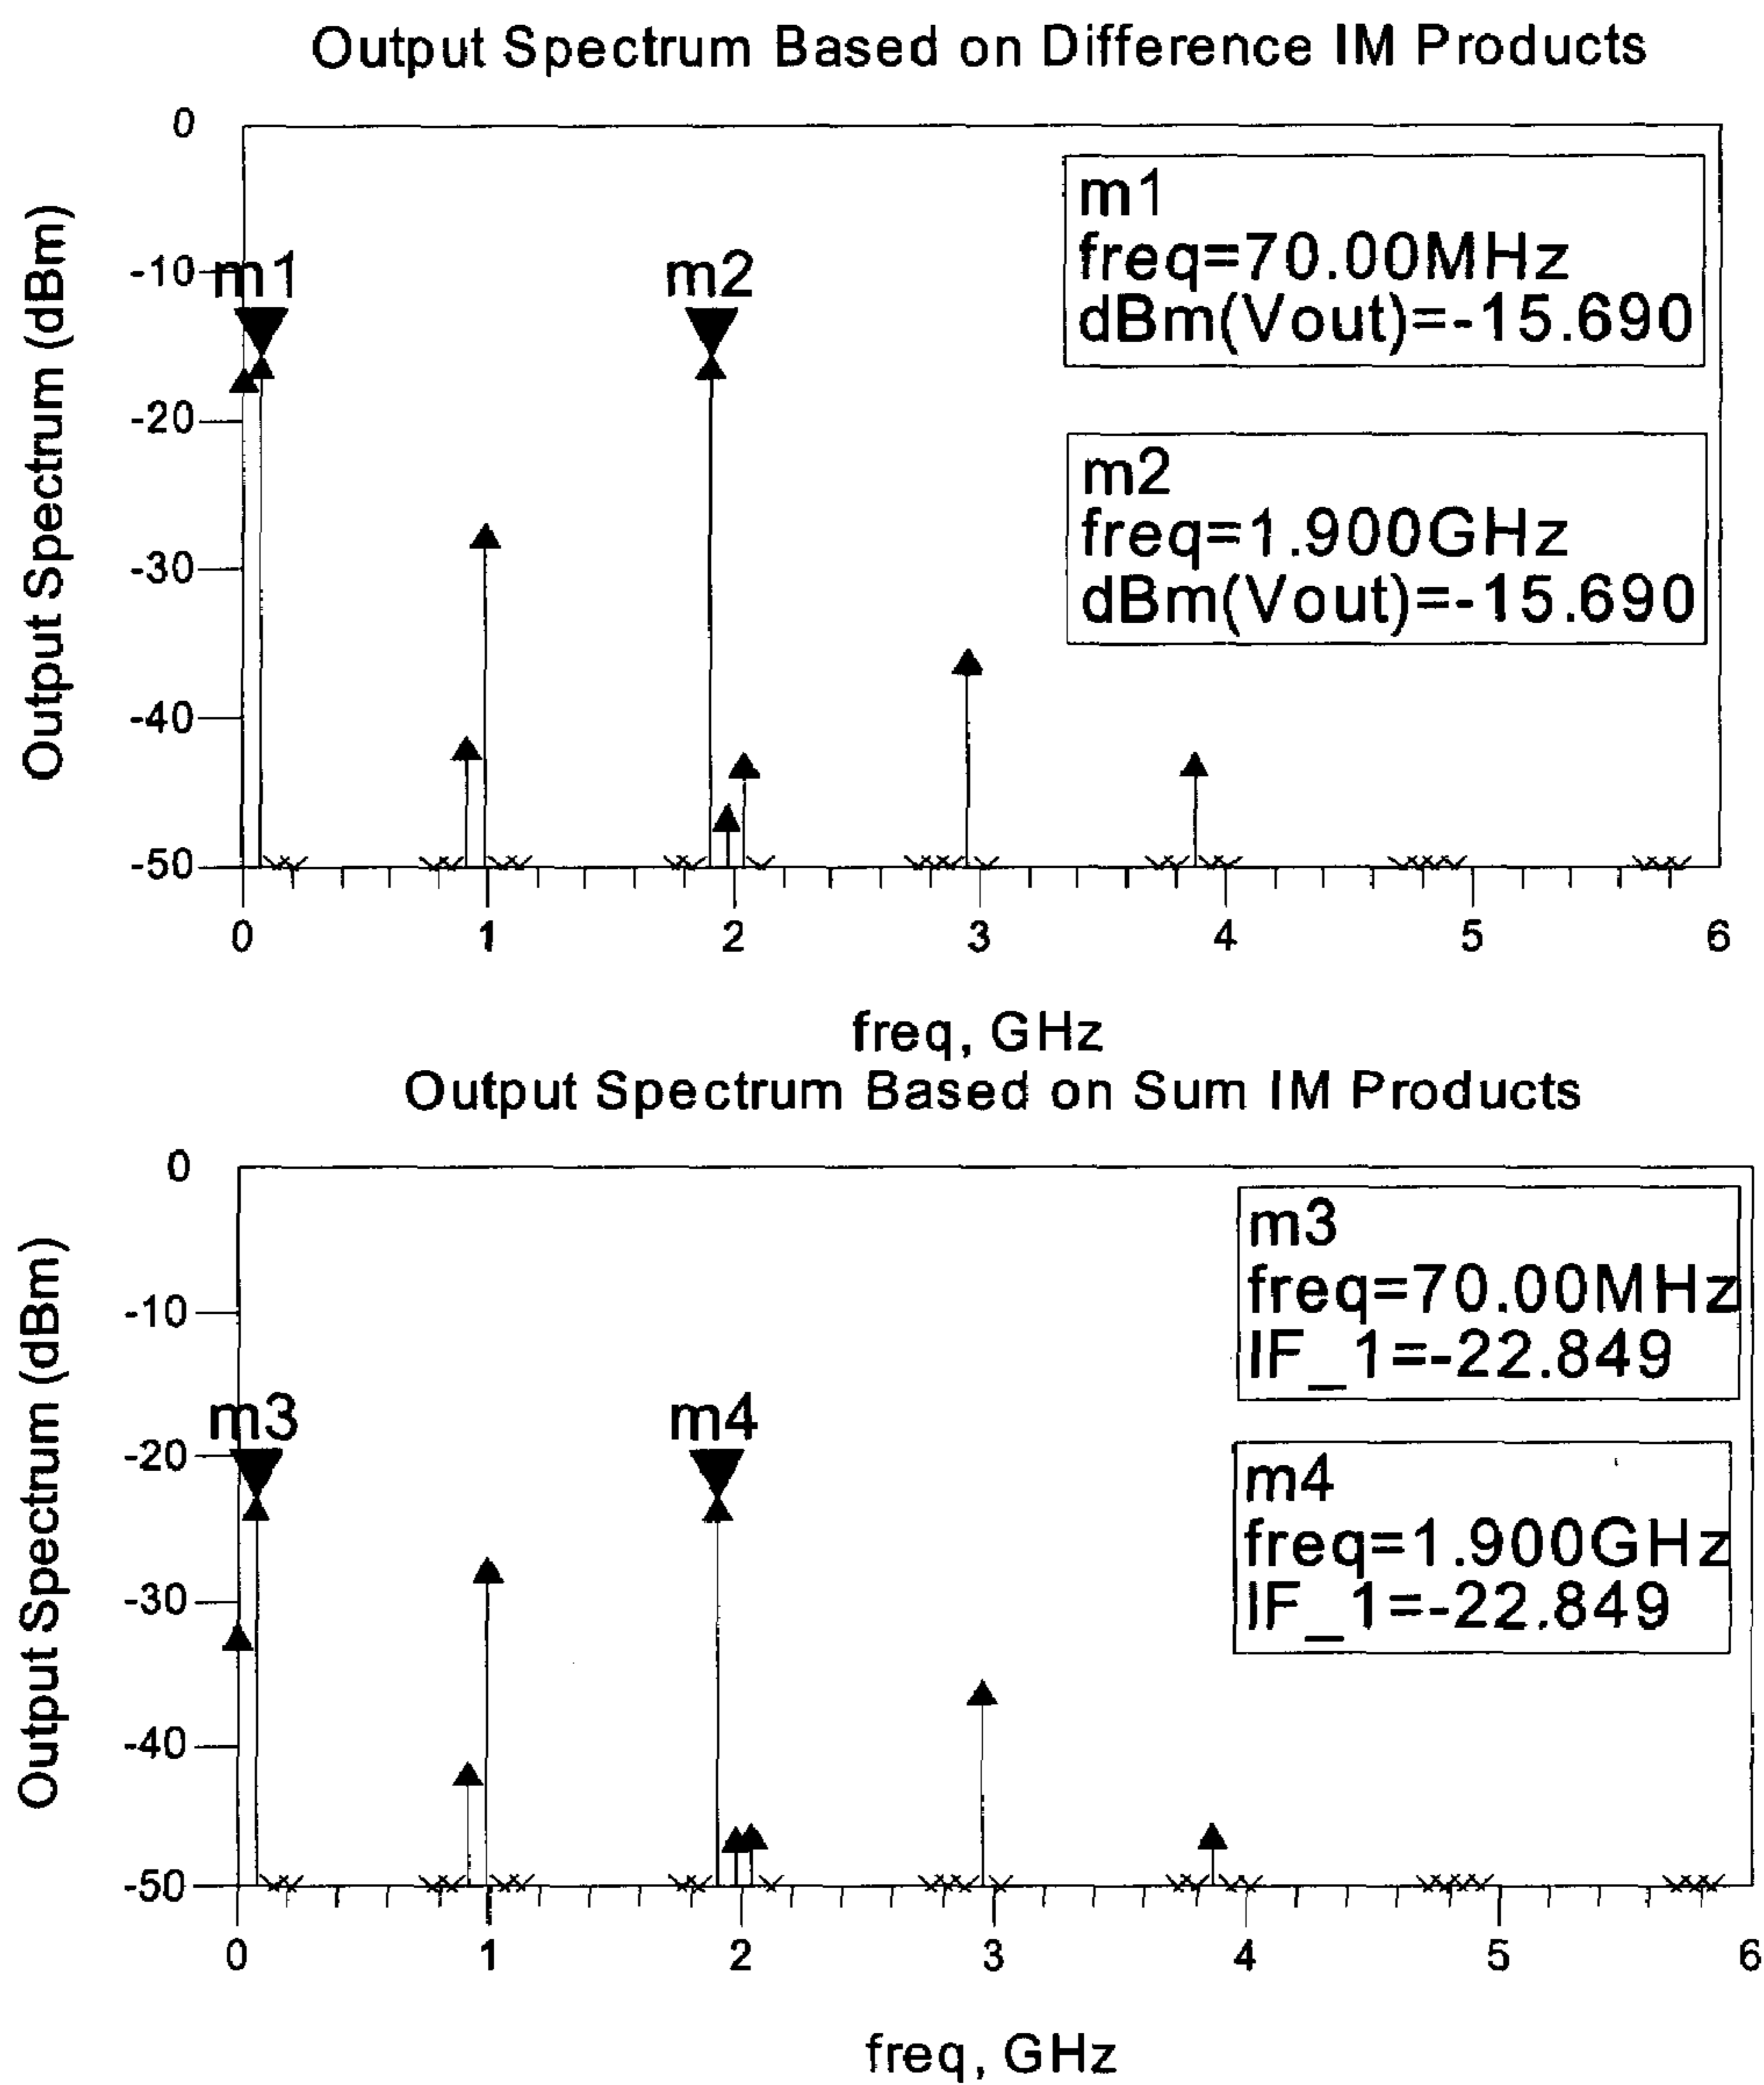 Output Spectrum Based on Difference IM Products
Output Spectrum (dBm)
0
-10
-20
-30
-40
-50
m1
m2
m1
freq=70.00MHz
dBm(Vout)=-15.690
m2
freq=1.900GHz
dBm(Vout)=-15.690
0 1 2 3 4 5 6
freq, GHz
Output Spectrum Based on Sum IM Products
Output Spectrum (dBm)
0
-10
-20
-30
-40
-50
m3
m4
m3
freq=70.00MHz
IF_1=-22.849
m4
freq=1.900GHz
IF_1=-22.849
0 1 2 3 4 5 6
freq, GHz